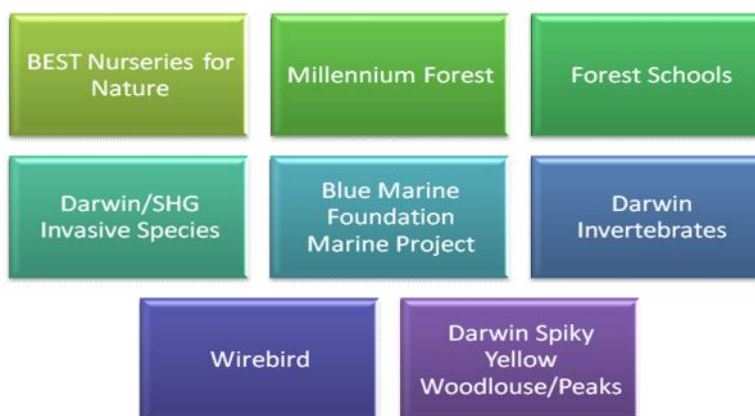 BEST Nurseries for
Nature
Millennium Forest
Forest Schools
Darwin/SHG
Invasive Species
Blue Marine
Foundation
Marine Project
Darwin
Invertebrates
Wirebird
Darwin Spiky
Yellow
Woodlouse/Peaks